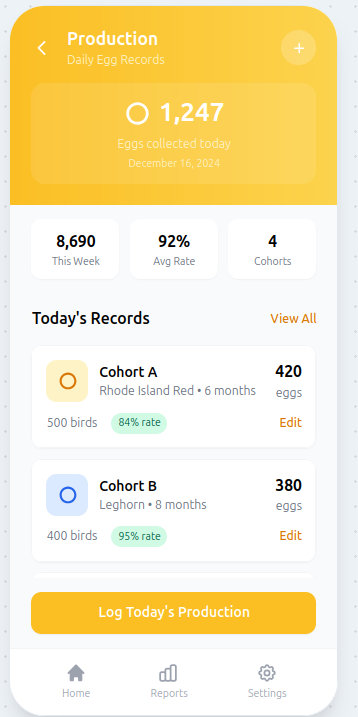 Production
Daily Egg Records
+
1,247
Eggs collected today
December 16, 2024
8,690
This Week
92%
Avg Rate
4
Cohorts
Today's Records
View All
Cohort A
Rhode Island Red • 6 months
420
eggs
500 birds
84% rate
Edit
Cohort B
Leghorn • 8 months
380
eggs
400 birds
95% rate
Edit
Log Today's Production
Home
Reports
Settings